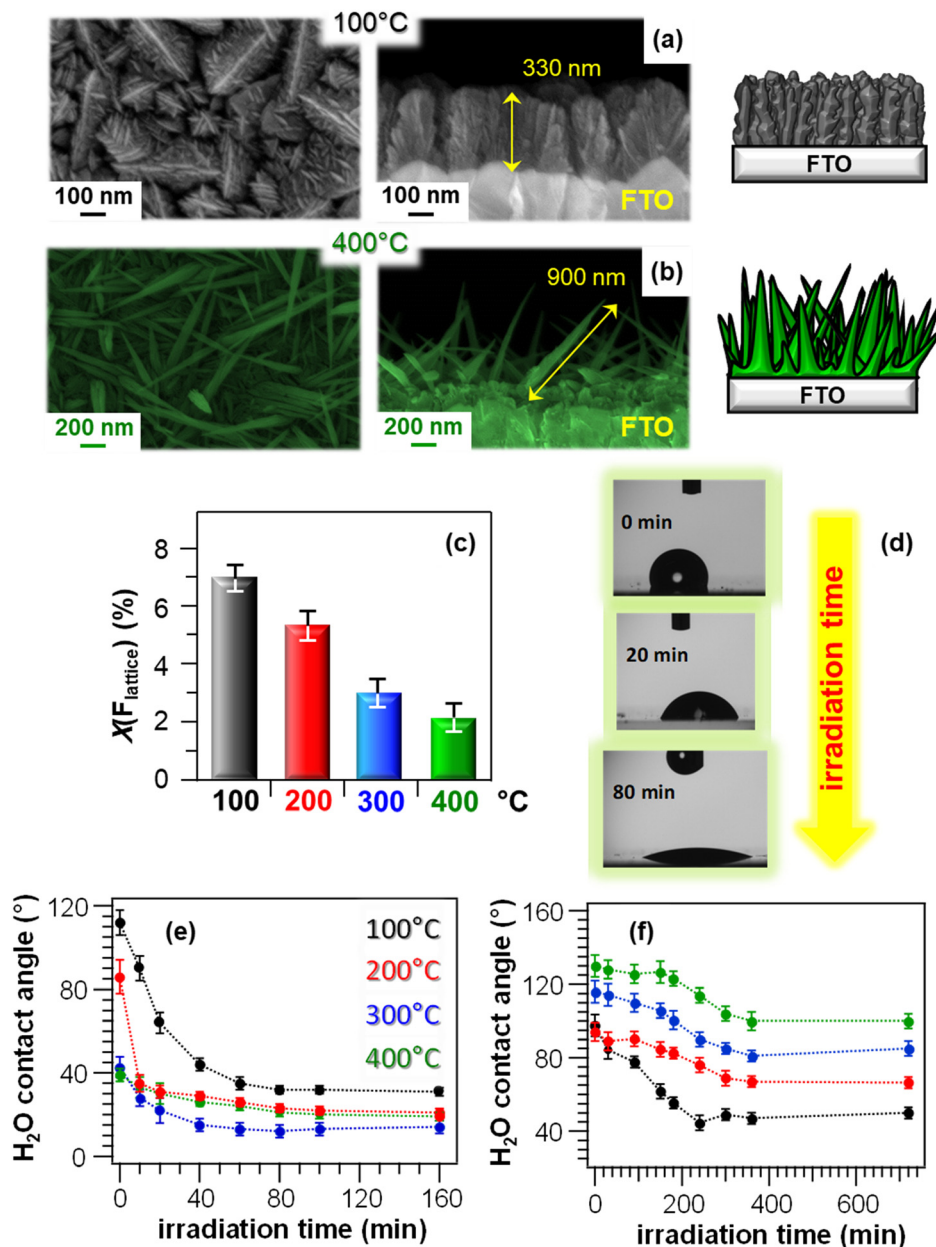 100°C
(a)
330 nm
100 nm
100 nm
FTO
FTO
400°C
(b)
900 nm
200 nm
200 nm
FTO
FTO
(c)
X(F_lattice) (%)
8
6
4
2
0
100 200 300 400 °C
(d)
0 min
20 min
80 min
irradiation time
(e)
H₂O contact angle (°)
120
80
40
0
100°C
200°C
300°C
400°C
0 40 80 120 160
irradiation time (min)
(f)
H₂O contact angle (°)
160
120
80
40
0 200 400 600
irradiation time (min)